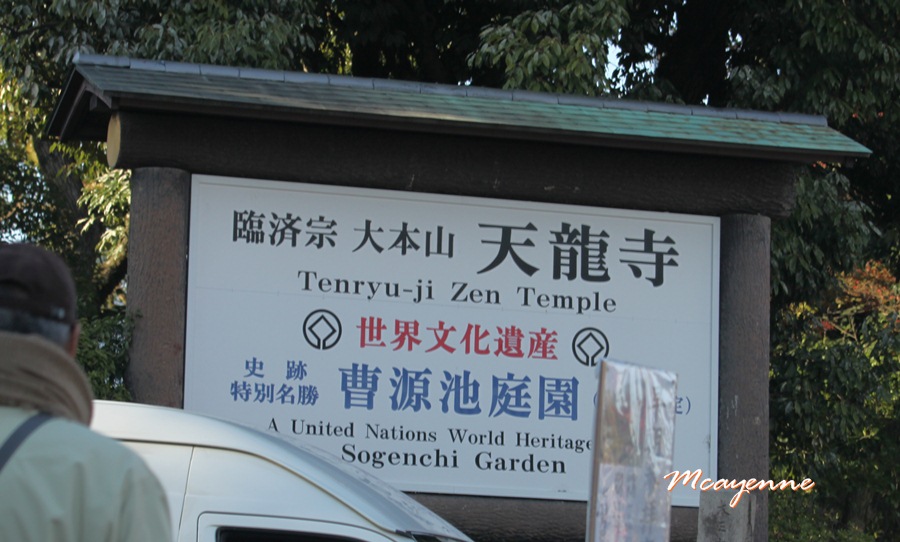 臨済宗 大本山 天龍寺
Tenryu-ji Zen Temple
世界文化遺産
史跡
特別名勝 曹源池庭園 （ 定）
A United Nations World Heritage
Sogenchi Garden
Mcayenne